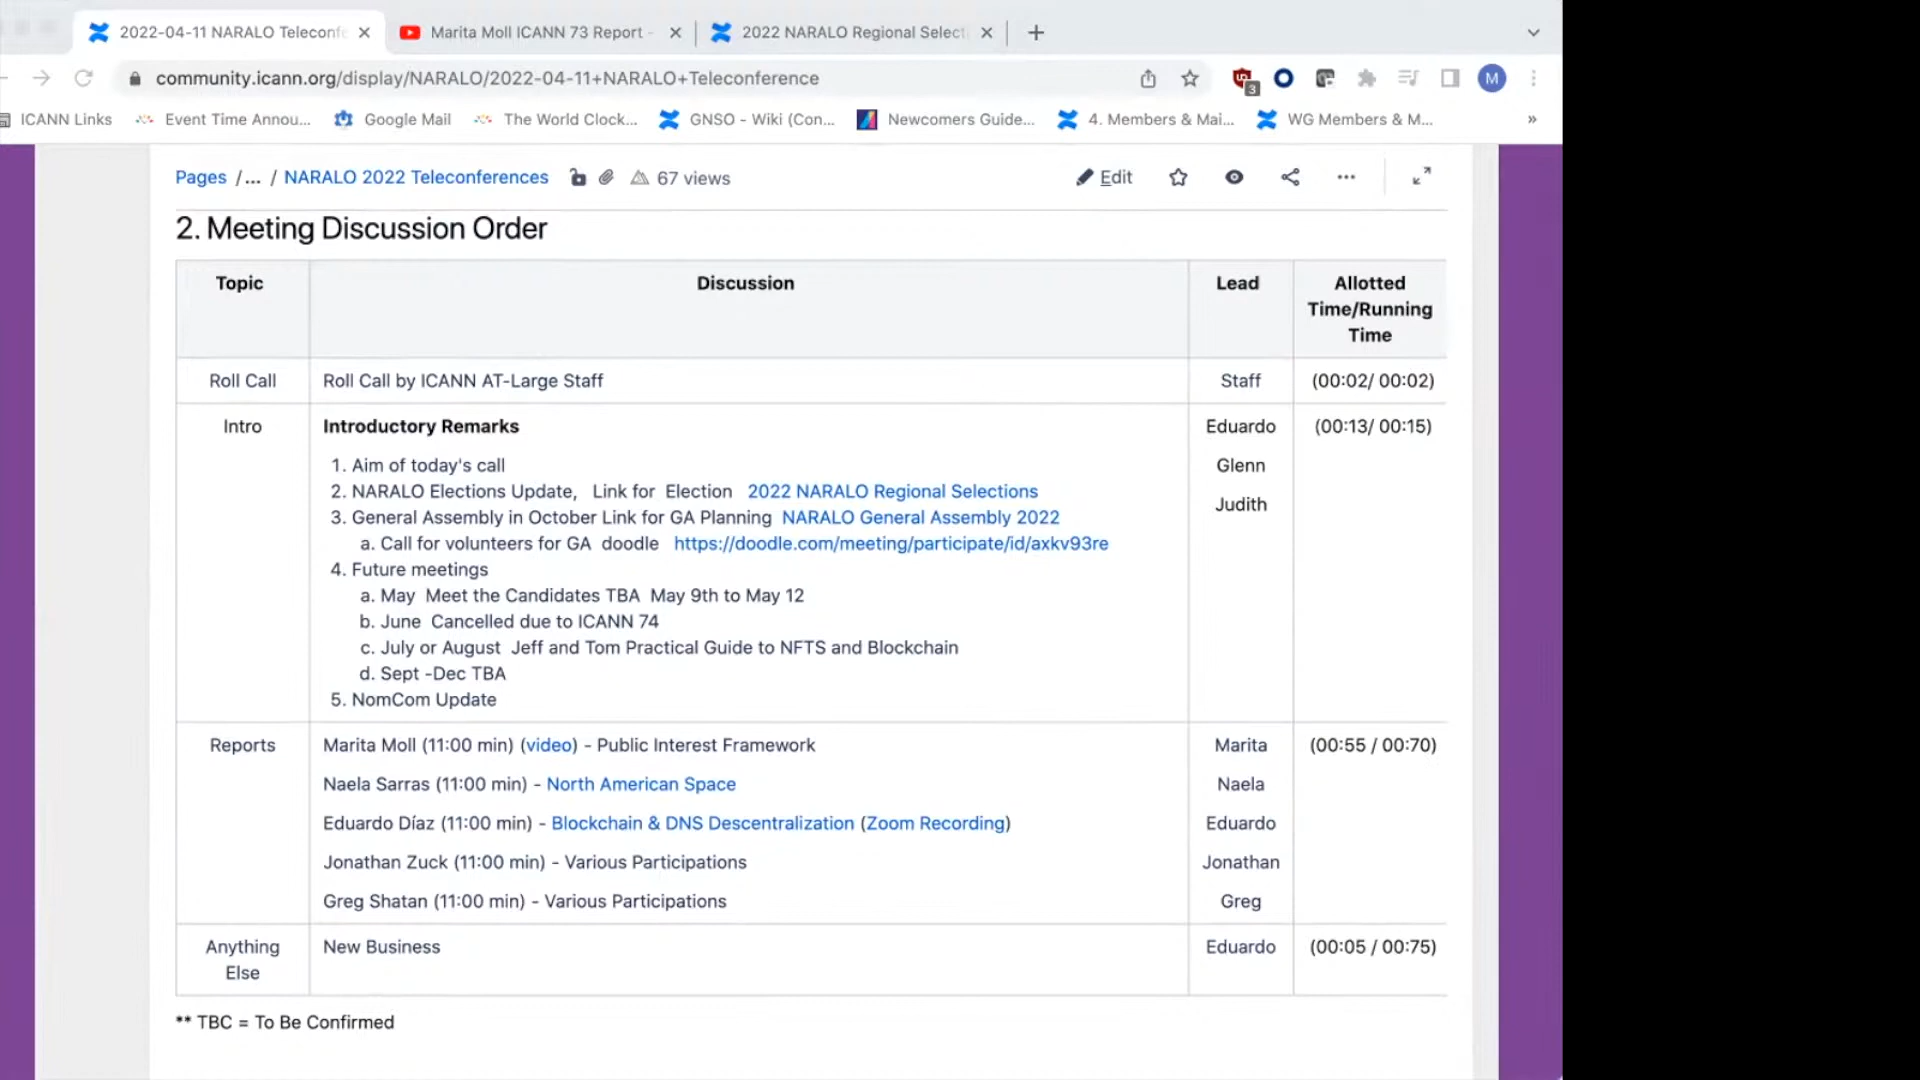 2022-04-11 NARALO Teleconfe
Marita Moll ICANN 73 Report -
2022 NARALO Regional Select
community.icann.org/display/NARALO/2022-04-11+NARALO+Teleconference
3
M
ICANN Links
Event Time Annou...
Google Mail
The World Clock...
GNSO - Wiki (Con...
Newcomers Guide...
4. Members & Mai...
WG Members & M...
»
Pages /... / NARALO 2022 Teleconferences
67 views
Edit
2. Meeting Discussion Order
Topic
Discussion
Lead
Allotted
Time/Running
Time
Roll Call
Roll Call by ICANN AT-Large Staff
Staff
(00:02/ 00:02)
Intro
Introductory Remarks
Eduardo
(00:13/ 00:15)
1. Aim of today's call
Glenn
2. NARALO Elections Update, Link for Election 2022 NARALO Regional Selections
Judith
3. General Assembly in October Link for GA Planning NARALO General Assembly 2022
a. Call for volunteers for GA doodle https://doodle.com/meeting/participate/id/axkv93re
4. Future meetings
a. May Meet the Candidates TBA May 9th to May 12
b. June Cancelled due to ICANN 74
c. July or August Jeff and Tom Practical Guide to NFTS and Blockchain
d. Sept -Dec TBA
5. NomCom Update
Reports
Marita Moll (11:00 min) (video) - Public Interest Framework
Marita
(00:55 / 00:70)
Naela Sarras (11:00 min) - North American Space
Naela
Eduardo Díaz (11:00 min) - Blockchain & DNS Descentralization (Zoom Recording)
Eduardo
Jonathan Zuck (11:00 min) - Various Participations
Jonathan
Greg Shatan (11:00 min) - Various Participations
Greg
Anything
Else
New Business
Eduardo
(00:05 / 00:75)
** TBC = To Be Confirmed